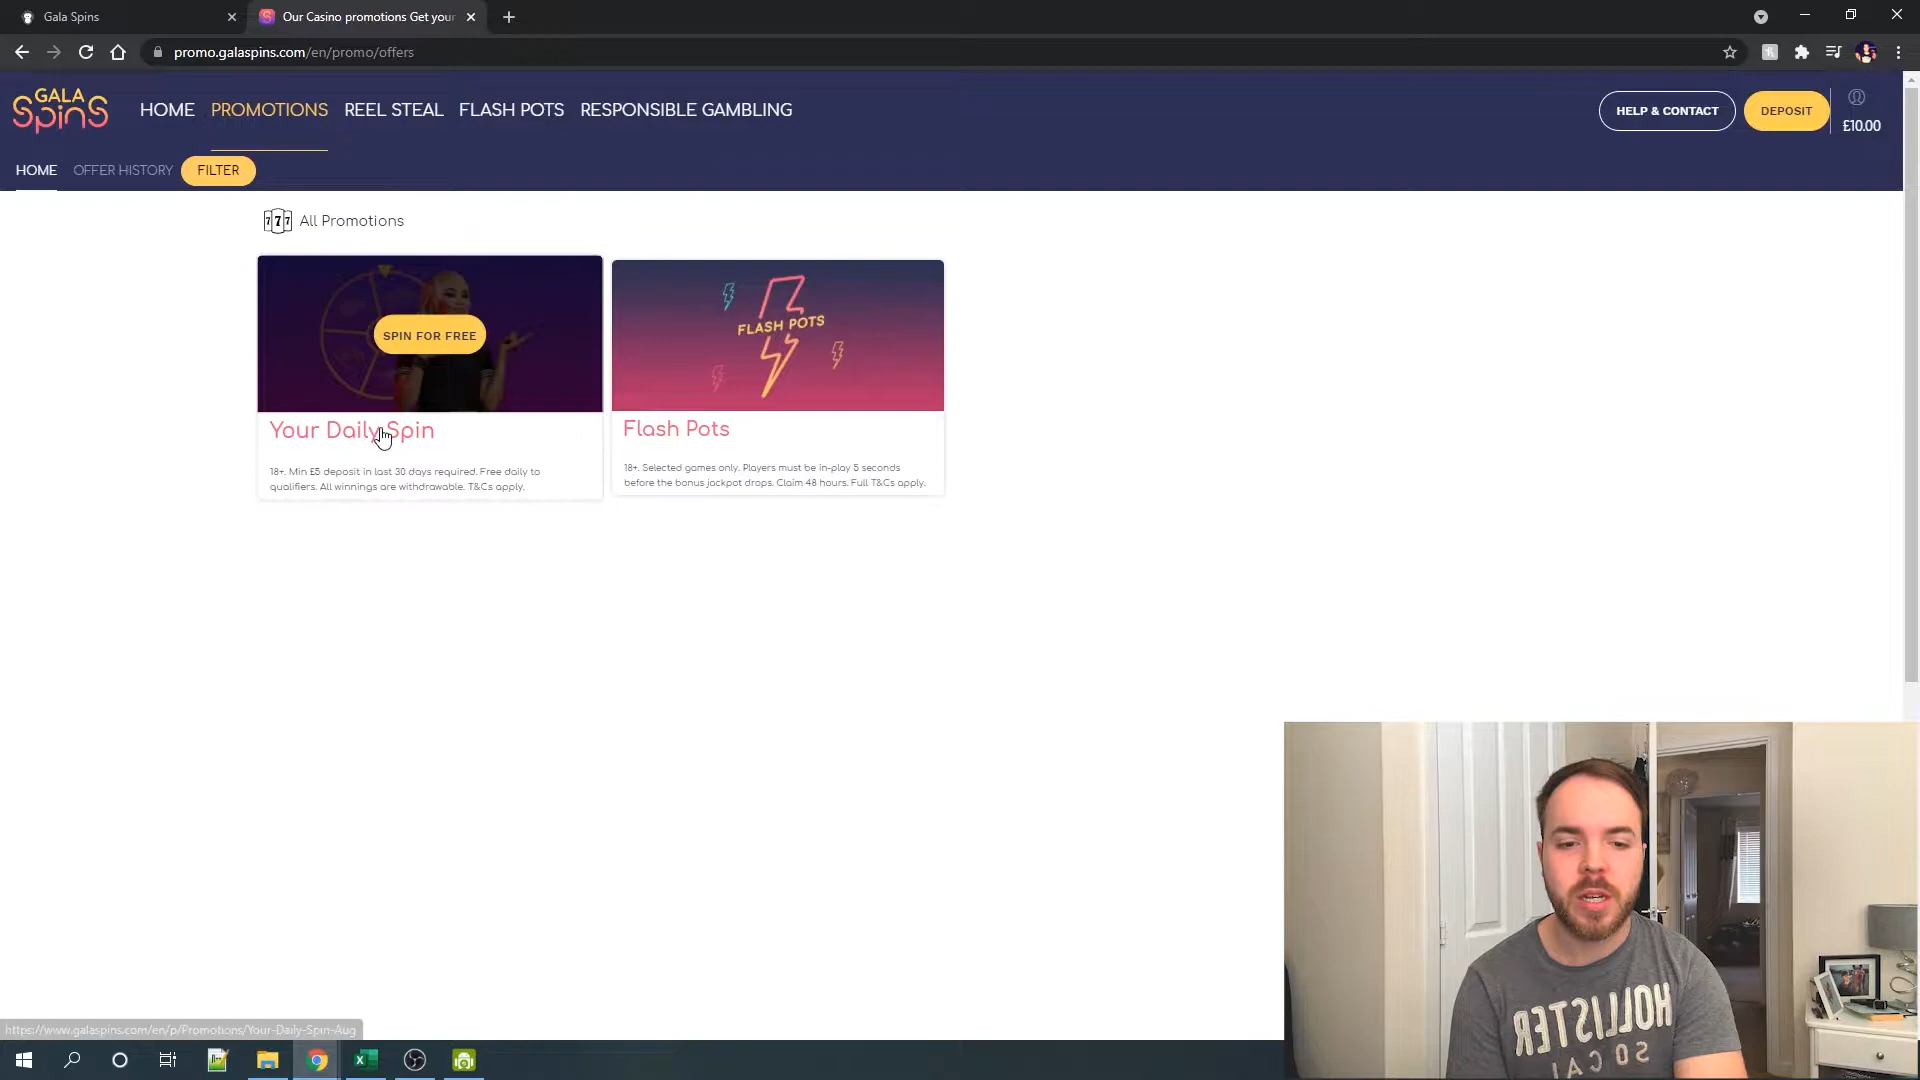 Gala Spins
Our Casino promotions Get your
promo.galaspins.com/en/promo/offers
GALA
Spins
HOME PROMOTIONS REEL STEAL FLASH POTS RESPONSIBLE GAMBLING
HELP & CONTACT
DEPOSIT
£10.00
HOME OFFER HISTORY FILTER
777 All Promotions
SPIN FOR FREE
FLASH POTS
Your Daily Spin
18+. Min £5 deposit in last 30 days required. Free daily to
qualifiers. All winnings are withdrawable. T&Cs apply.
Flash Pots
18+. Selected games only. Players must be in-play 5 seconds
before the bonus jackpot drops. Claim 48 hours. Full T&Cs apply.
HOLLISTER
SO CAL
https://www.galaspins.com/en/p/Promotions/Your-Daily-Spin-Aug